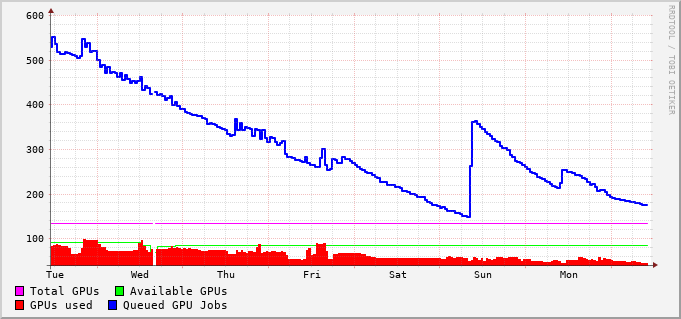 600
500
400
300
200
100
Tue Wed Thu Fri Sat Sun Mon
Total GPUs Available GPUs
GPUs used Queued GPU Jobs
RRDTOOL / TOBI OETIKER